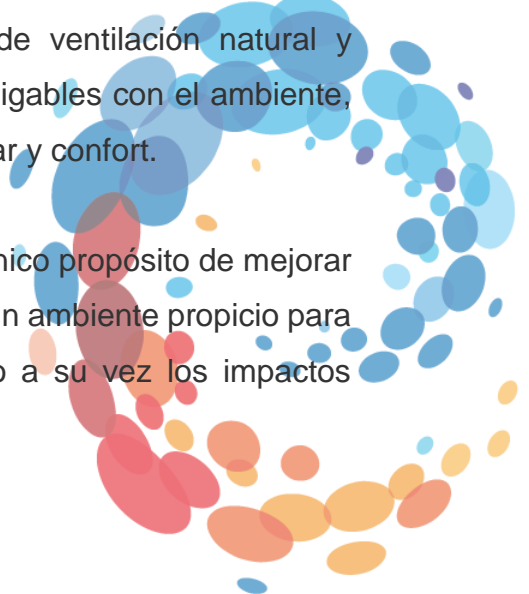 de ventilación natural y
igables con el ambiente,
ar y confort.
nico propósito de mejorar
n ambiente propicio para
o a su vez los impactos